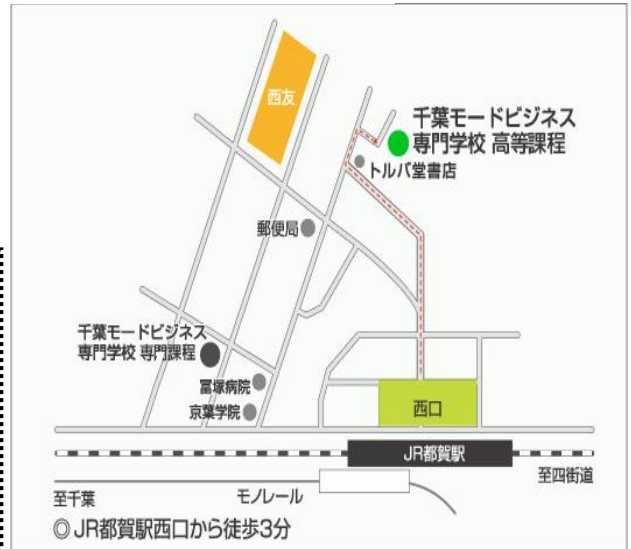 西友
千葉モードビジネス
専門学校 高等課程
トルバ堂書店
郵便局
千葉モードビジネス
専門学校 専門課程
冨塚病院
京葉学院
西口
JR都賀駅
至四街道
至千葉
モノレール
◎JR都賀駅西口から徒歩3分